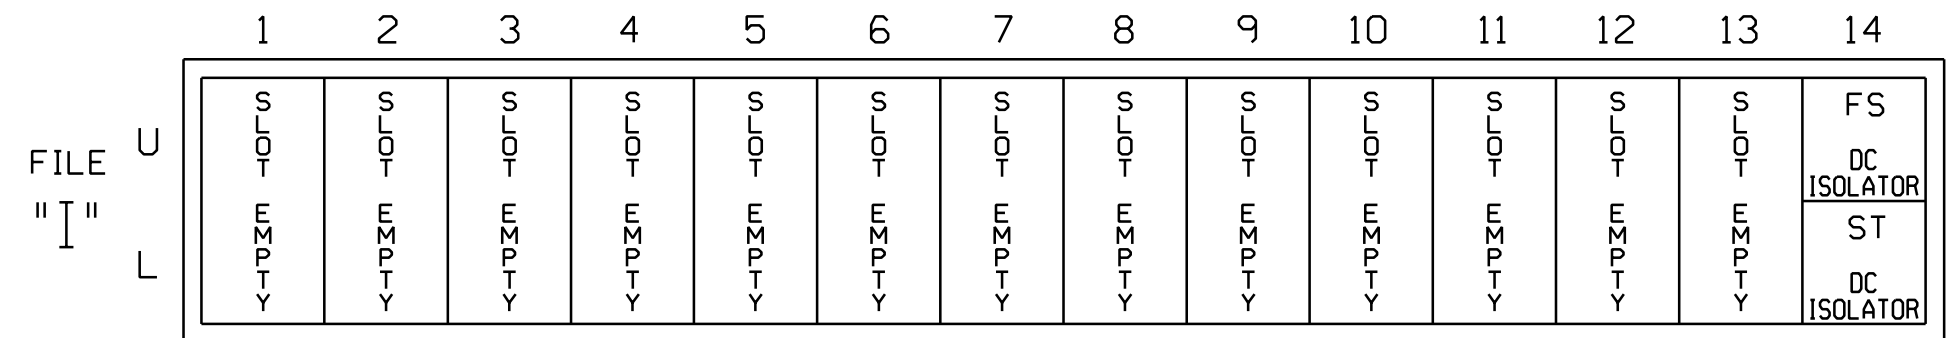 1 2 3 4 5 6 7 8 9 10 11 12 13 14
FILE
"I"
U
L
SLOT EMPTY
SLOT EMPTY
SLOT EMPTY
SLOT EMPTY
SLOT EMPTY
SLOT EMPTY
SLOT EMPTY
SLOT EMPTY
SLOT EMPTY
SLOT EMPTY
SLOT EMPTY
SLOT EMPTY
SLOT EMPTY
FS
DC
ISOLATOR
ST
DC
ISOLATOR